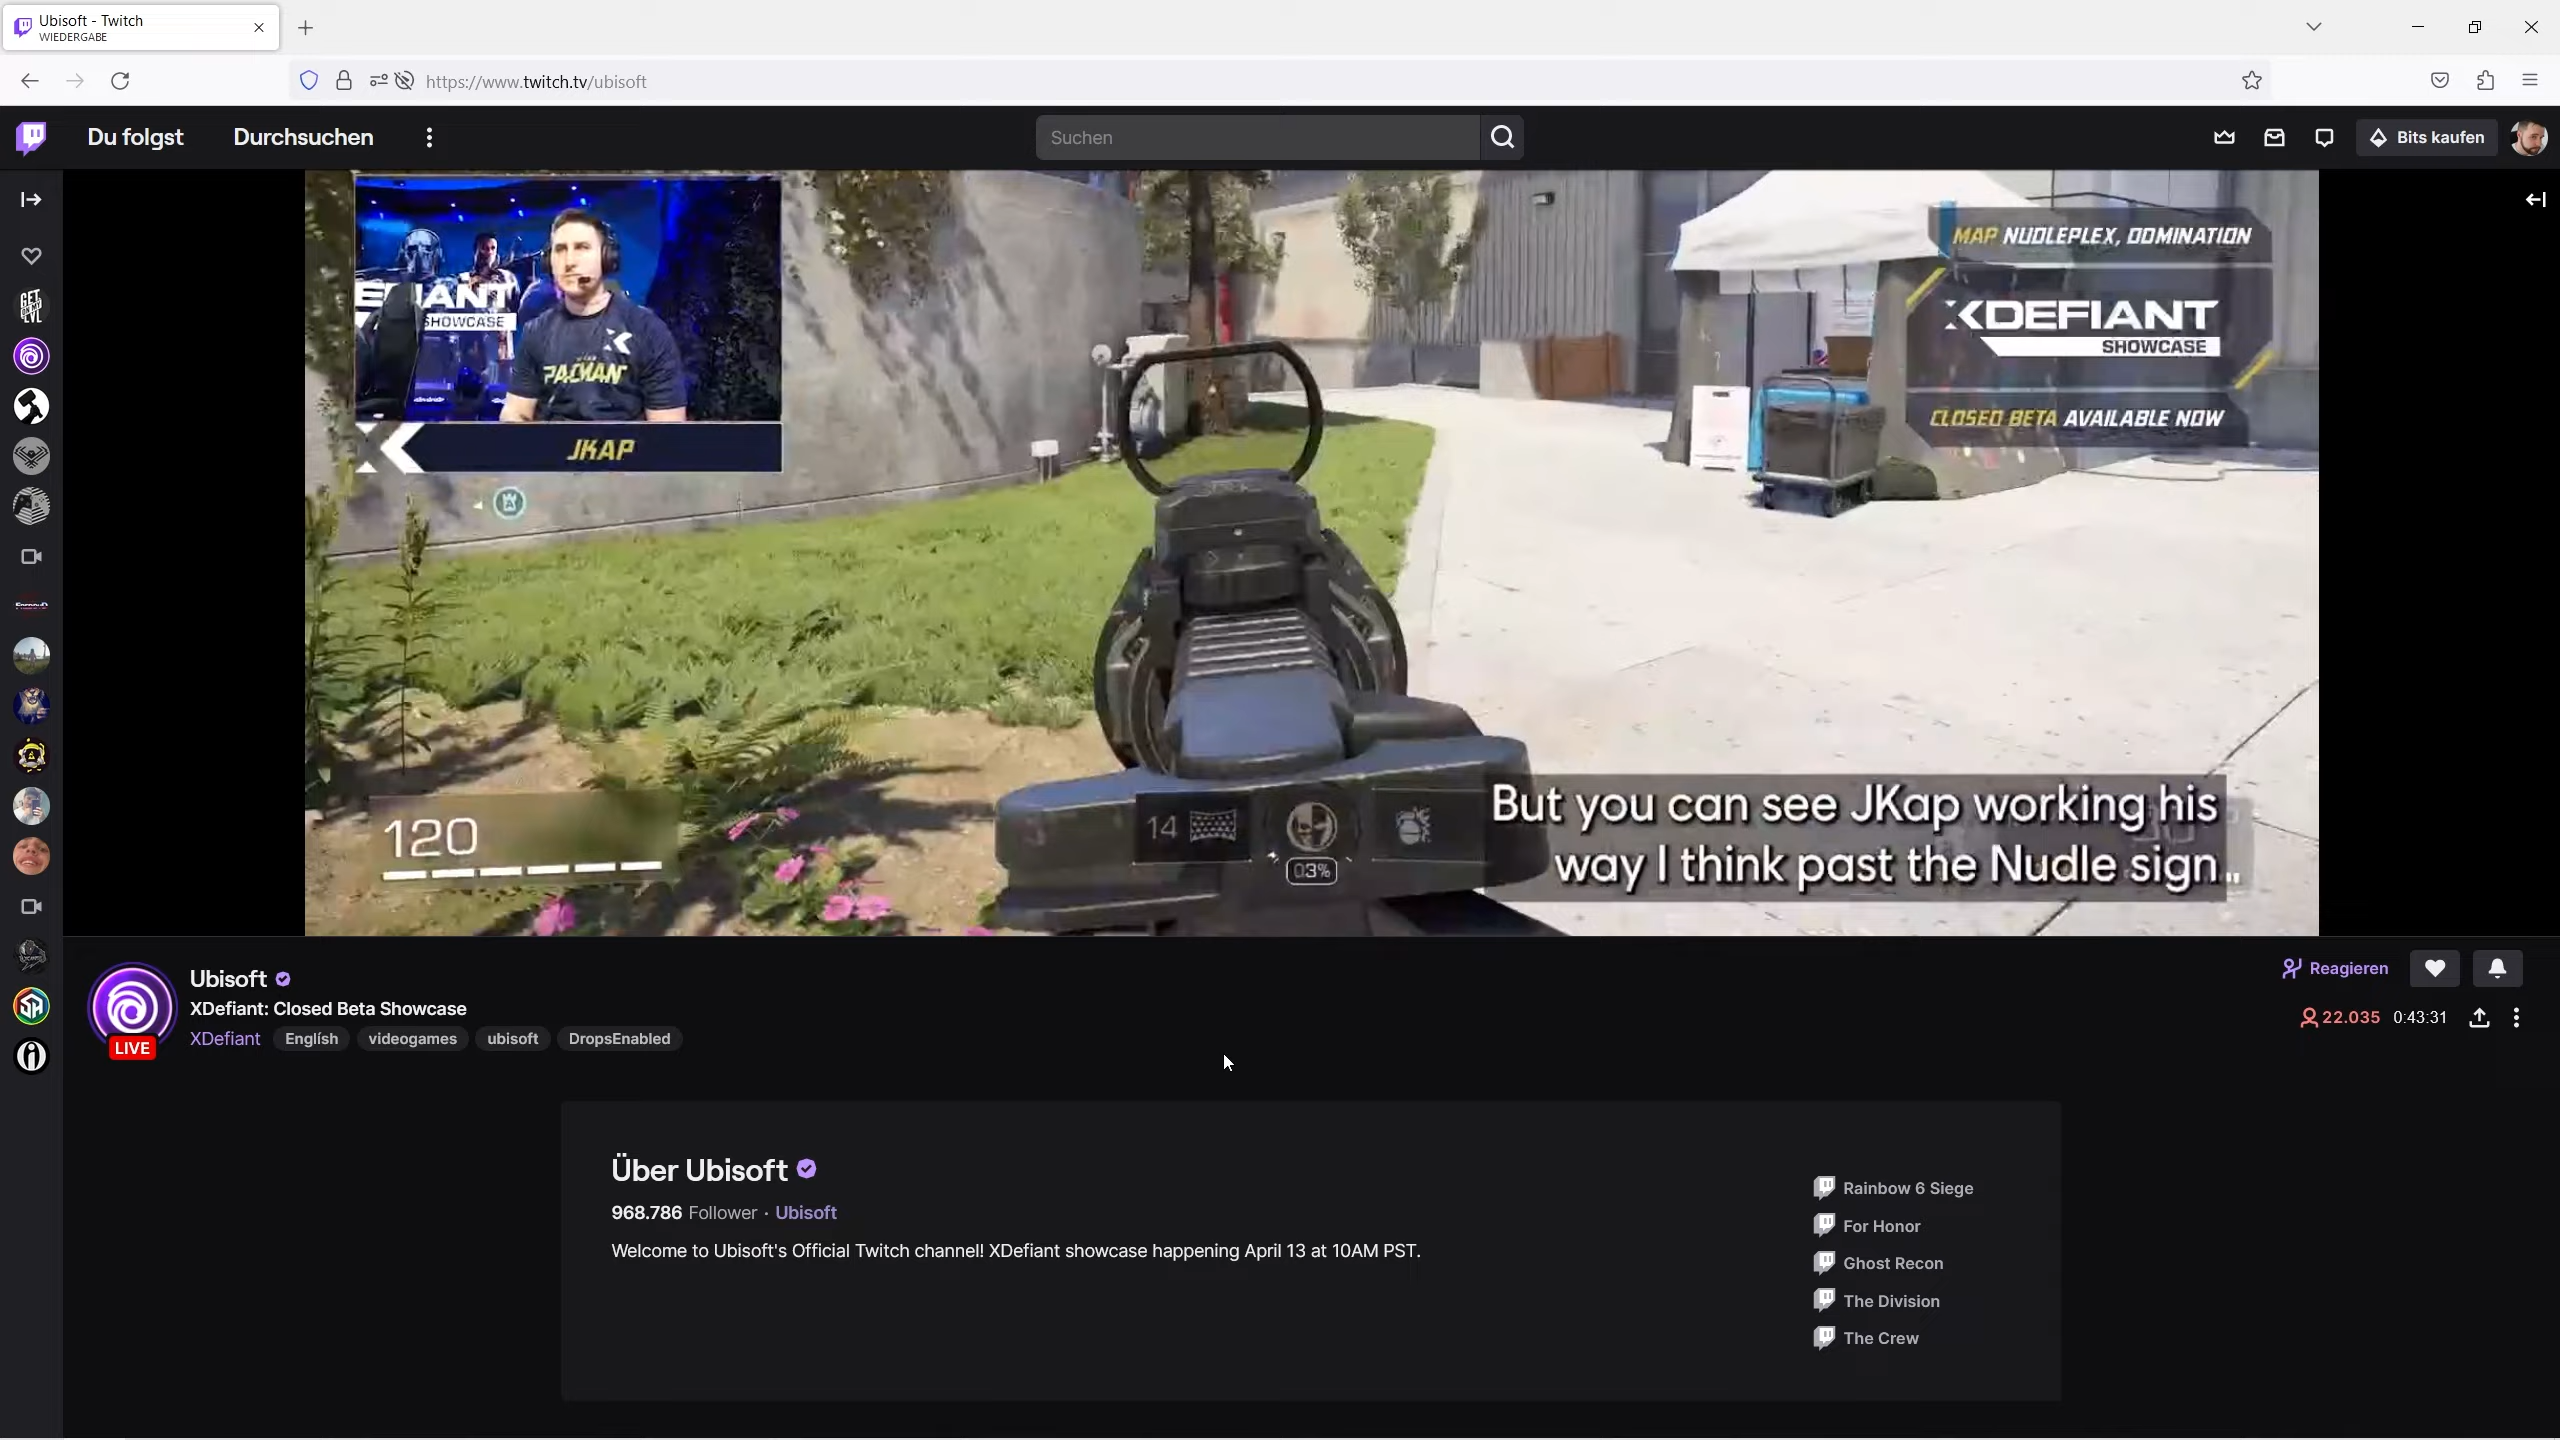 Ubisoft - Twitch
WIEDERGABE
https://www.twitch.tv/ubisoft
Du folgst
Durchsuchen
Suchen
Bits kaufen
GET
LVL
SHOWCASE
PACMAN
JKAP
MAP NUDLEPLEX, DOMINATION
XDEFIANT
SHOWCASE
CLOSED BETA AVAILABLE NOW
120
14
03%
But you can see JKap working his
way I think past the Nudle sign..
Ubisoft
XDefiant: Closed Beta Showcase
XDefiant
English
videogames
ubisoft
DropsEnabled
LIVE
Reagieren
22.035
0:43:31
Über Ubisoft
968.786 Follower · Ubisoft
Welcome to Ubisoft's Official Twitch channel! XDefiant showcase happening April 13 at 10AM PST.
Rainbow 6 Siege
For Honor
Ghost Recon
The Division
The Crew